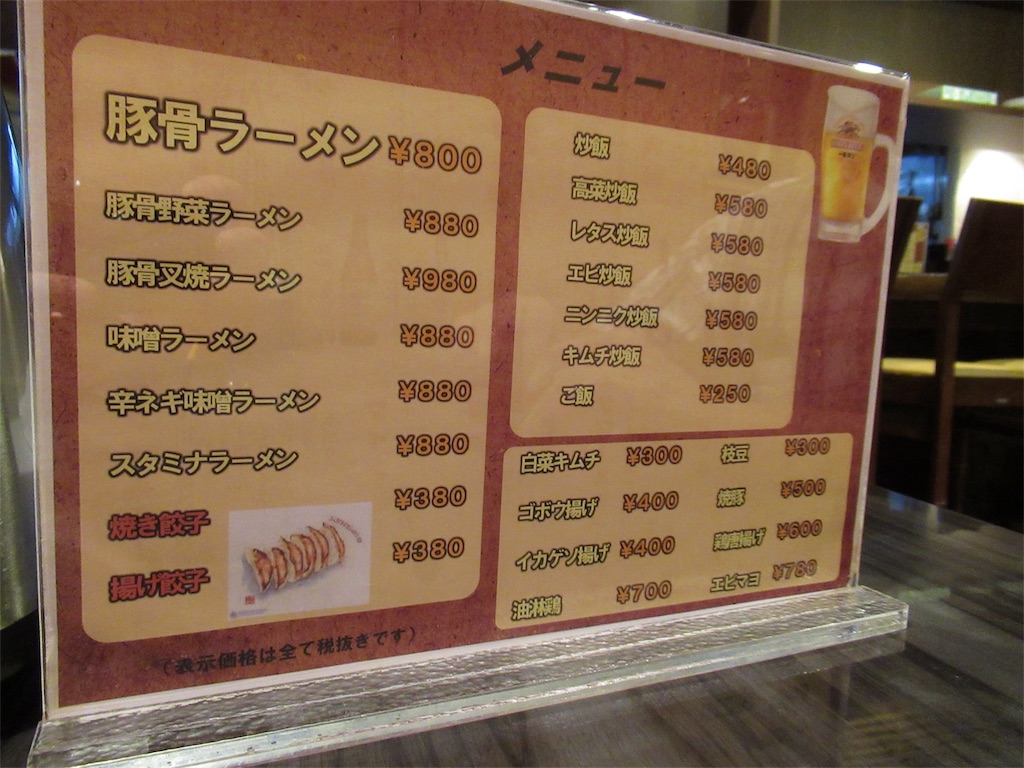 メニュー
豚骨ラーメン ¥800
豚骨野菜ラーメン ¥880
豚骨叉焼ラーメン ¥980
味噌ラーメン ¥880
辛ネギ味噌ラーメン ¥880
スタミナラーメン ¥880
焼き餃子 ¥380
揚げ餃子 ¥380
(表示価格は全て税抜きです)
炒飯 ¥480
高菜炒飯 ¥580
レタス炒飯 ¥580
エビ炒飯 ¥580
ニンニク炒飯 ¥580
キムチ炒飯 ¥580
ご飯 ¥250
白菜キムチ ¥300 枝豆 ¥300
ゴボウ揚げ ¥400 焼豚 ¥500
イカゲソ揚げ ¥400 鶏唐揚げ ¥600
油淋鶏 ¥700 エビマヨ ¥780